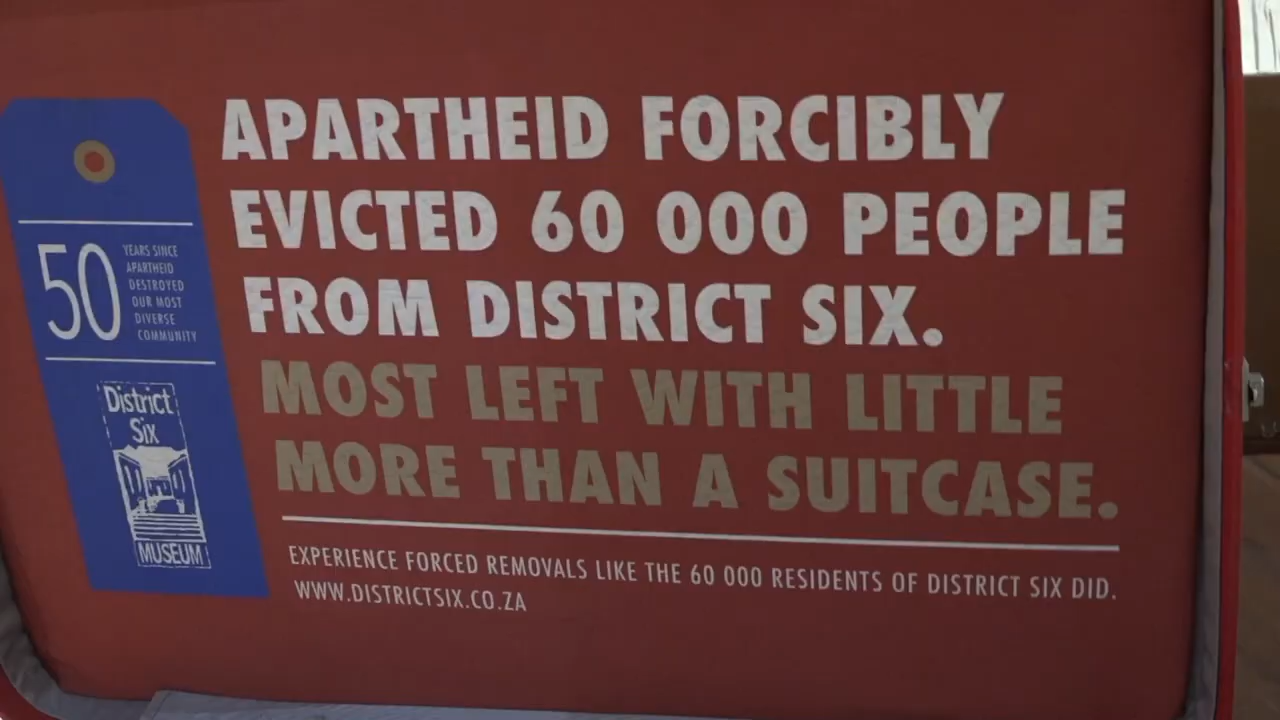 APARTHEID FORCIBLY
EVICTED 60 000 PEOPLE
FROM DISTRICT SIX.
MOST LEFT WITH LITTLE
MORE THAN A SUITCASE.
EXPERIENCE FORCED REMOVALS LIKE THE 60 000 RESIDENTS OF DISTRICT SIX DID.
WWW.DISTRICTSIX.CO.ZA
50
YEARS SINCE
APARTHEID
DESTROYED
OUR MOST
DIVERSE
COMMUNITY
District
Six
MUSEUM